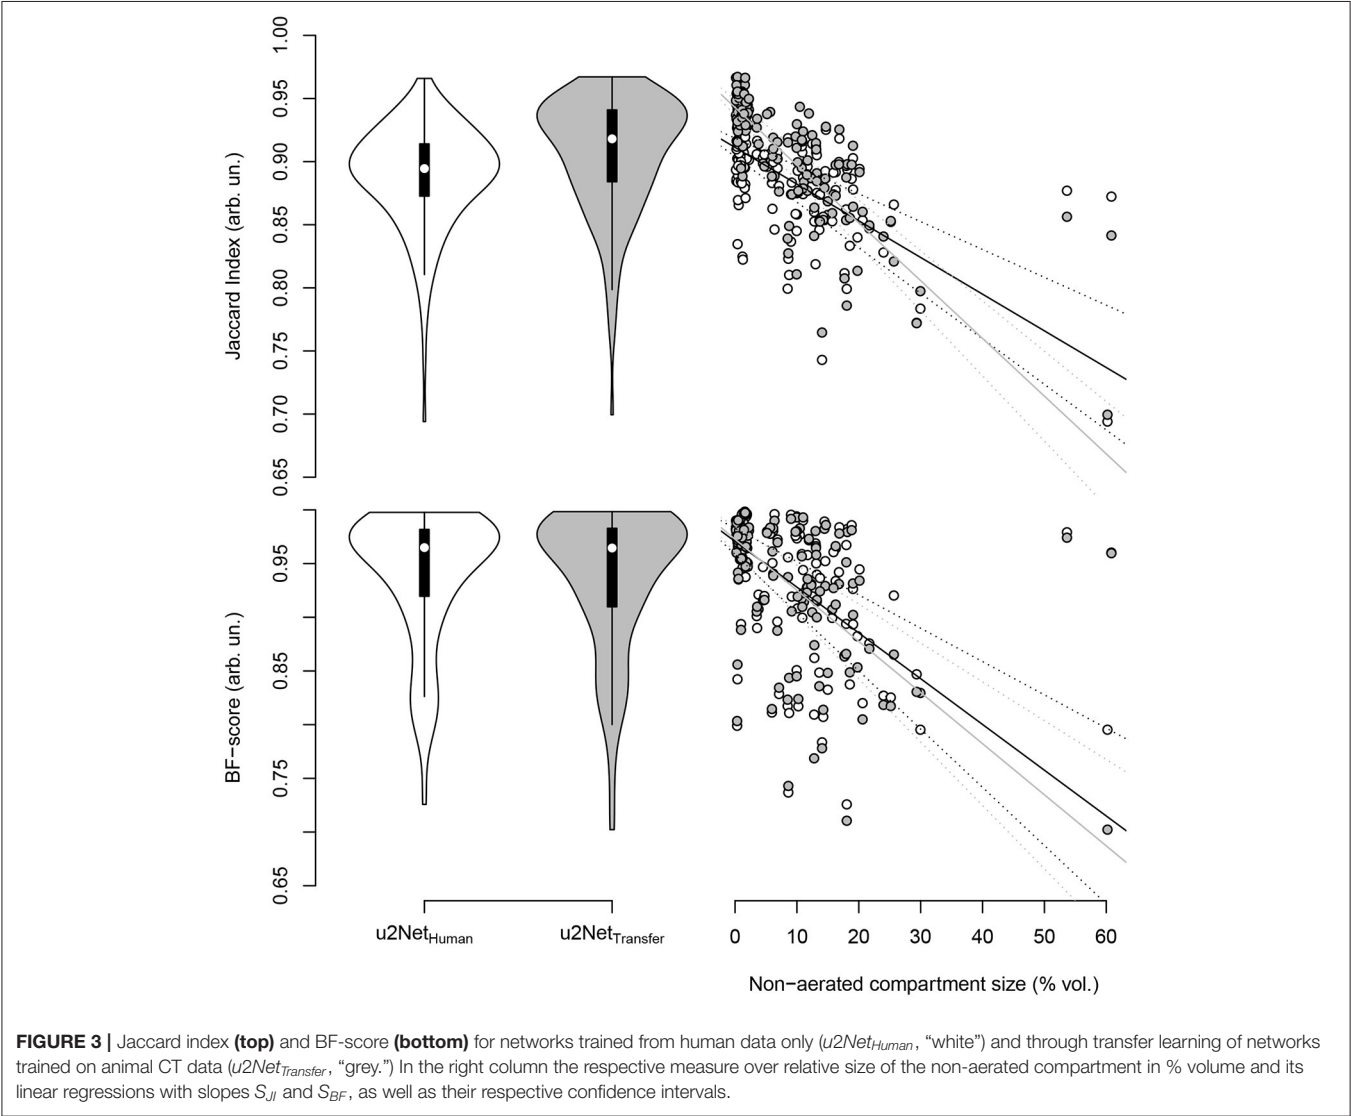 1.00
0.95
0.90
0.85
0.80
0.75
0.70
0.65
Jaccard Index (arb. un.)
0.95
0.85
0.75
0.65
BF−score (arb. un.)
u2NetHuman
u2NetTransfer
0 10 20 30 40 50 60
Non−aerated compartment size (% vol.)
FIGURE 3 | Jaccard index (top) and BF-score (bottom) for networks trained from human data only (u2NetHuman, “white”) and through transfer learning of networks
trained on animal CT data (u2NetTransfer, “grey.”) In the right column the respective measure over relative size of the non-aerated compartment in % volume and its
linear regressions with slopes SJI and SBF, as well as their respective confidence intervals.